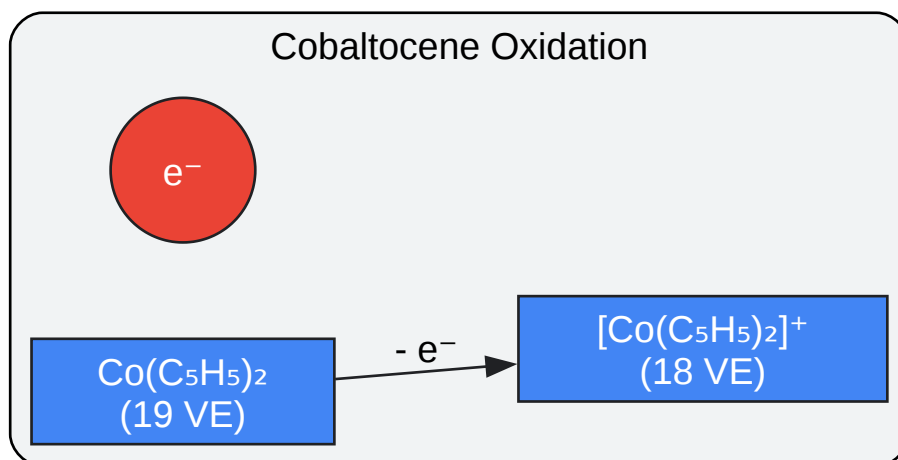 Cobaltocene Oxidation
e⁻
- e⁻
[Co(C₅H₅)₂]⁺
(18 VE)
Co(C₅H₅)₂
(19 VE)